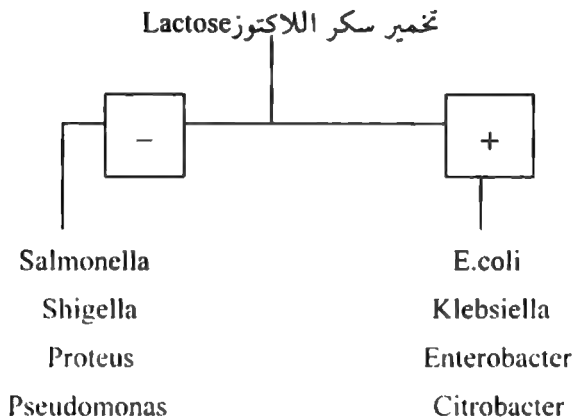 تخمير سكر اللاكتوز Lactose
− +
Salmonella E.coli
Shigella Klebsiella
Proteus Enterobacter
Pseudomonas Citrobacter